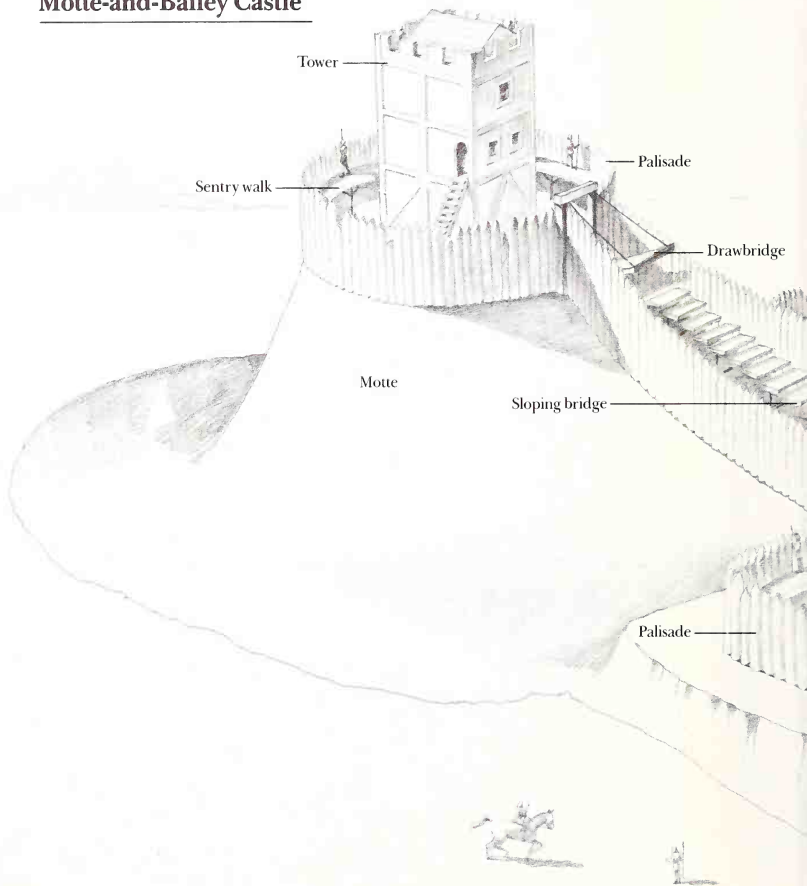 Motte-and-Bailey Castle
Tower
Palisade
Sentry walk
Drawbridge
Motte
Sloping bridge
Palisade